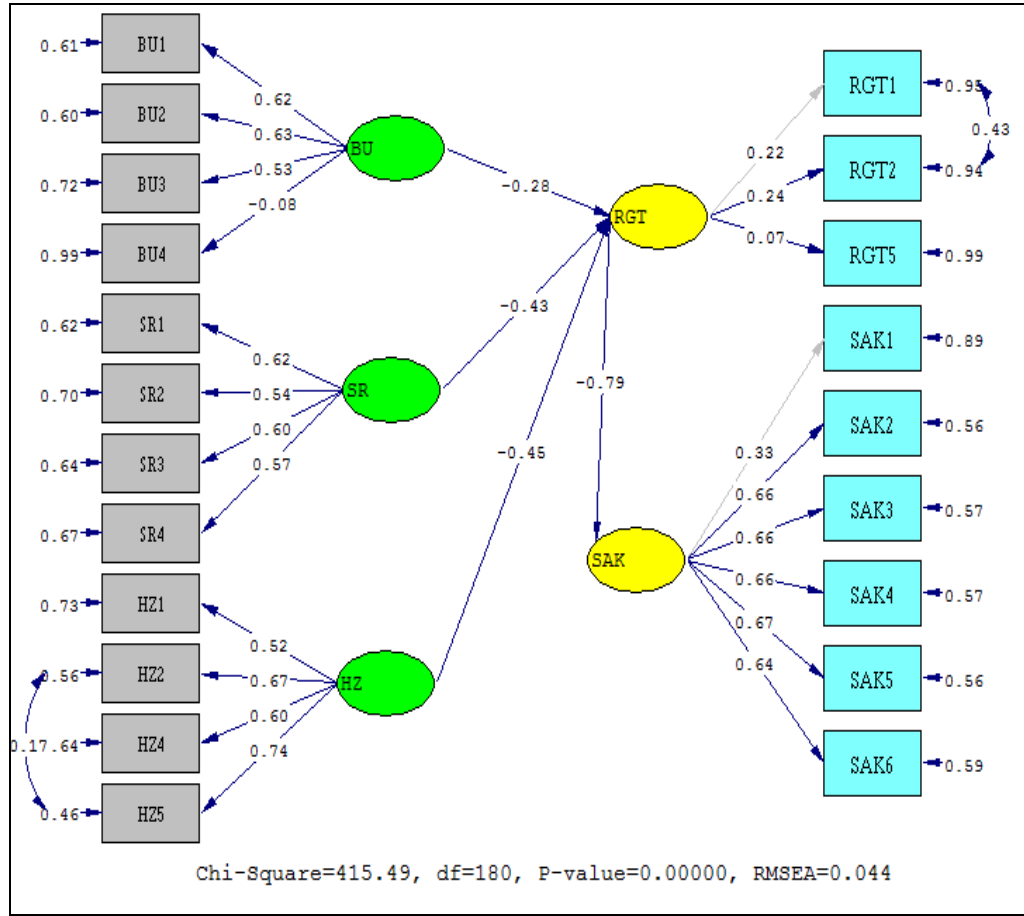 0.61 BU1
0.60 BU2
0.72 BU3
0.99 BU4
0.62 SR1
0.70 SR2
0.64 SR3
0.67 SR4
0.73 HZ1
0.56 HZ2
0.17 .64 HZ4
0.46 HZ5
0.62
0.63
0.53
-0.08
BU
0.62
0.54
0.60
0.57
SR
0.52
0.67
0.60
0.74
HZ
-0.28
-0.43
-0.45
RGT
-0.79
SAK
0.22
0.24
0.07
0.33
0.66
0.66
0.66
0.67
0.64
RGT1 0.95
0.43
RGT2 0.94
RGT5 0.99
SAK1 0.89
SAK2 0.56
SAK3 0.57
SAK4 0.57
SAK5 0.56
SAK6 0.59
Chi-Square=415.49, df=180, P-value=0.00000, RMSEA=0.044